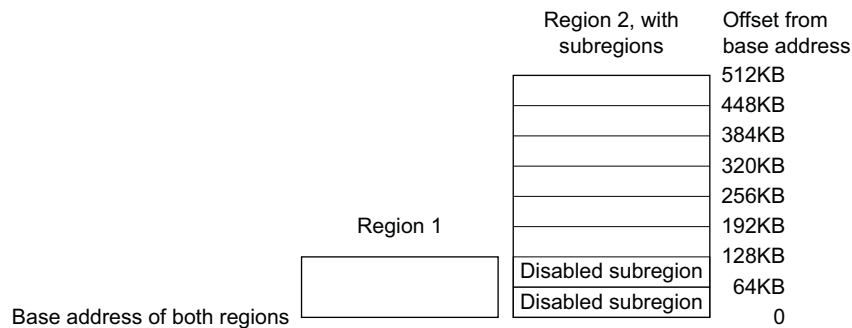 Region 2, with
subregions
Offset from
base address
512KB
448KB
384KB
320KB
256KB
Region 1
192KB
128KB
Disabled subregion
64KB
Disabled subregion
Base address of both regions
0